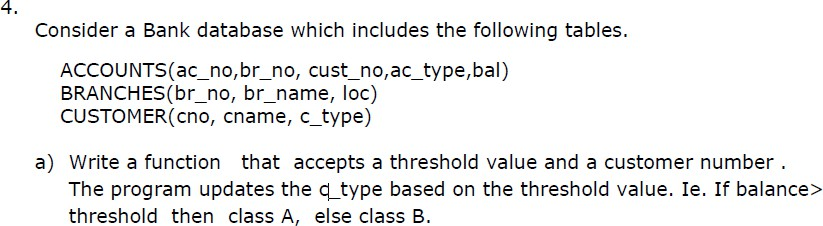 4.
Consider a Bank database which includes the following tables.
ACCOUNTS(ac_no,br_no, cust_no,ac_type,bal)
BRANCHES(br_no, br_name, loc)
CUSTOMER(cno, cname, c_type)
a) Write a function that accepts a threshold value and a customer number .
The program updates the c_type based on the threshold value. Ie. If balance>
threshold then class A, else class B.